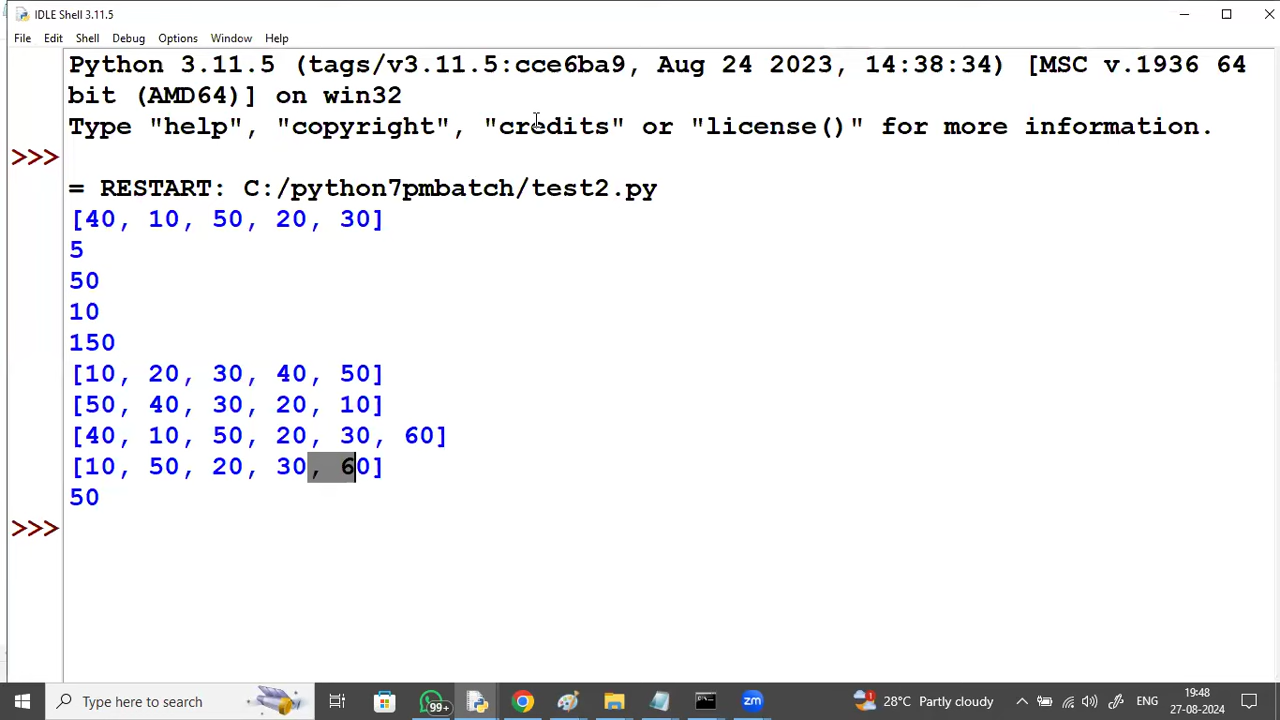 IDLE Shell 3.11.5
File Edit Shell Debug Options Window Help
Python 3.11.5 (tags/v3.11.5:cce6ba9, Aug 24 2023, 14:38:34) [MSC v.1936 64
bit (AMD64)] on win32
Type "help", "copyright", "credits" or "license()" for more information.
>>>
= RESTART: C:/python7pmbatch/test2.py
[40, 10, 50, 20, 30]
5
50
10
150
[10, 20, 30, 40, 50]
[50, 40, 30, 20, 10]
[40, 10, 50, 20, 30, 60]
[10, 50, 20, 30, 60]
50
>>>
Type here to search
99+
zm
1
28°C Partly cloudy
ENG
19:48
27-08-2024